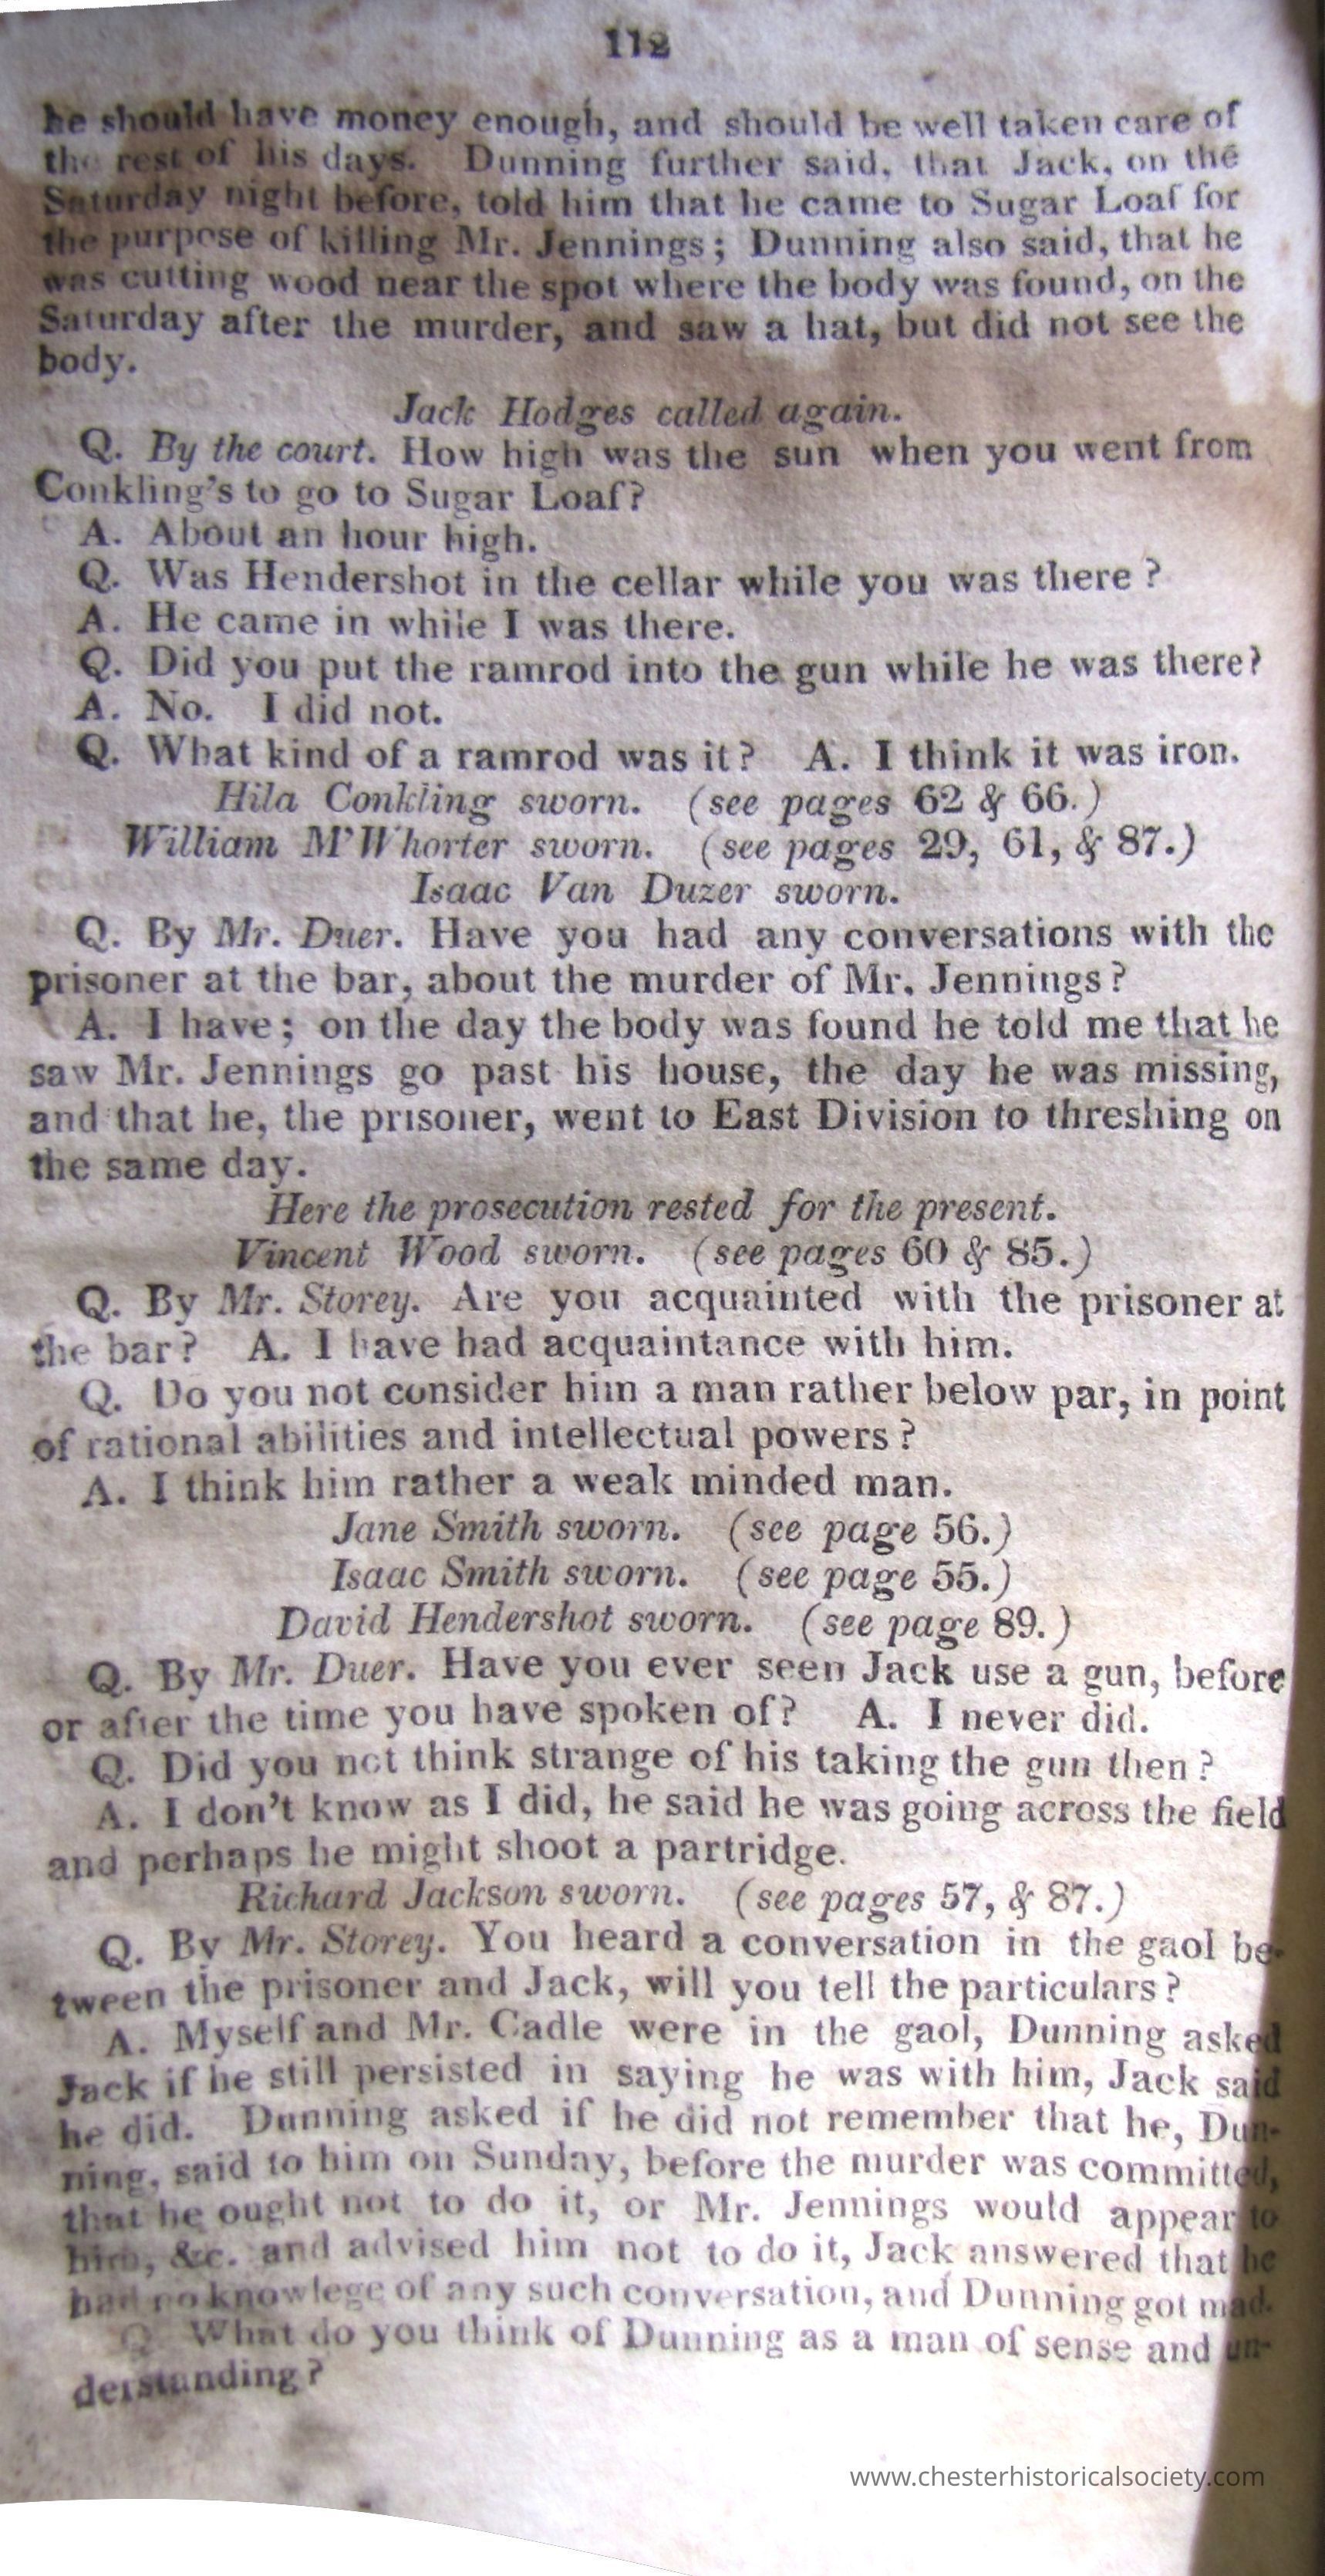 112
he should have money enough, and should be well taken care of
the rest of his days. Dunning further said, that Jack, on the
Saturday night before, told him that he came to Sugar Loaf for
the purpose of killing Mr. Jennings; Dunning also said, that he
was cutting wood near the spot where the body was found, on the
Saturday after the murder, and saw a hat, but did not see the
body.
Jack Hodges called again.
Q. By the court. How high was the sun when you went from
Conkling's to go to Sugar Loaf?
A. About an hour high.
Q. Was Hendershot in the cellar while you was there?
A. He came in while I was there.
Q. Did you put the ramrod into the gun while he was there?
A. No. I did not.
Q. What kind of a ramrod was it? A. I think it was iron.
Hila Conkling sworn. (see pages 62 & 66.)
William M'Whorter sworn. (see pages 29, 61, & 87.)
Isaac Van Duzer sworn.
Q. By Mr. Duer. Have you had any conversations with the
prisoner at the bar, about the murder of Mr. Jennings?
A. I have; on the day the body was found he told me that he
saw Mr. Jennings go past his house, the day he was missing,
and that he, the prisoner, went to East Division to threshing on
the same day.
Here the prosecution rested for the present.
Vincent Wood sworn. (see pages 60 & 85.)
Q. By Mr. Storey. Are you acquainted with the prisoner at
the bar? A. I have had acquaintance with him.
Q. Do you not consider him a man rather below par, in point
of rational abilities and intellectual powers?
A. I think him rather a weak minded man.
Jane Smith sworn. (see page 56.)
Isaac Smith sworn. (see page 55.)
David Hendershot sworn. (see page 89.)
Q. By Mr. Duer. Have you ever seen Jack use a gun, before
or after the time you have spoken of? A. I never did.
Q. Did you not think strange of his taking the gun then?
A. I don't know as I did, he said he was going across the field
and perhaps he might shoot a partridge.
Richard Jackson sworn. (see pages 57, & 87.)
Q. By Mr. Storey. You heard a conversation in the gaol be-
tween the prisoner and Jack, will you tell the particulars?
A. Myself and Mr. Cadle were in the gaol, Dunning asked
Jack if he still persisted in saying he was with him, Jack said
he did. Dunning asked if he did not remember that he, Dun-
ning, said to him on Sunday, before the murder was committed,
that he ought not to do it, or Mr. Jennings would appear to
him, &c. and advised him not to do it, Jack answered that he
had no knowlege of any such conversation, and Dunning got mad.
Q. What do you think of Dunning as a man of sense and un-
derstanding?
www.chesterhistoricalsociety.com